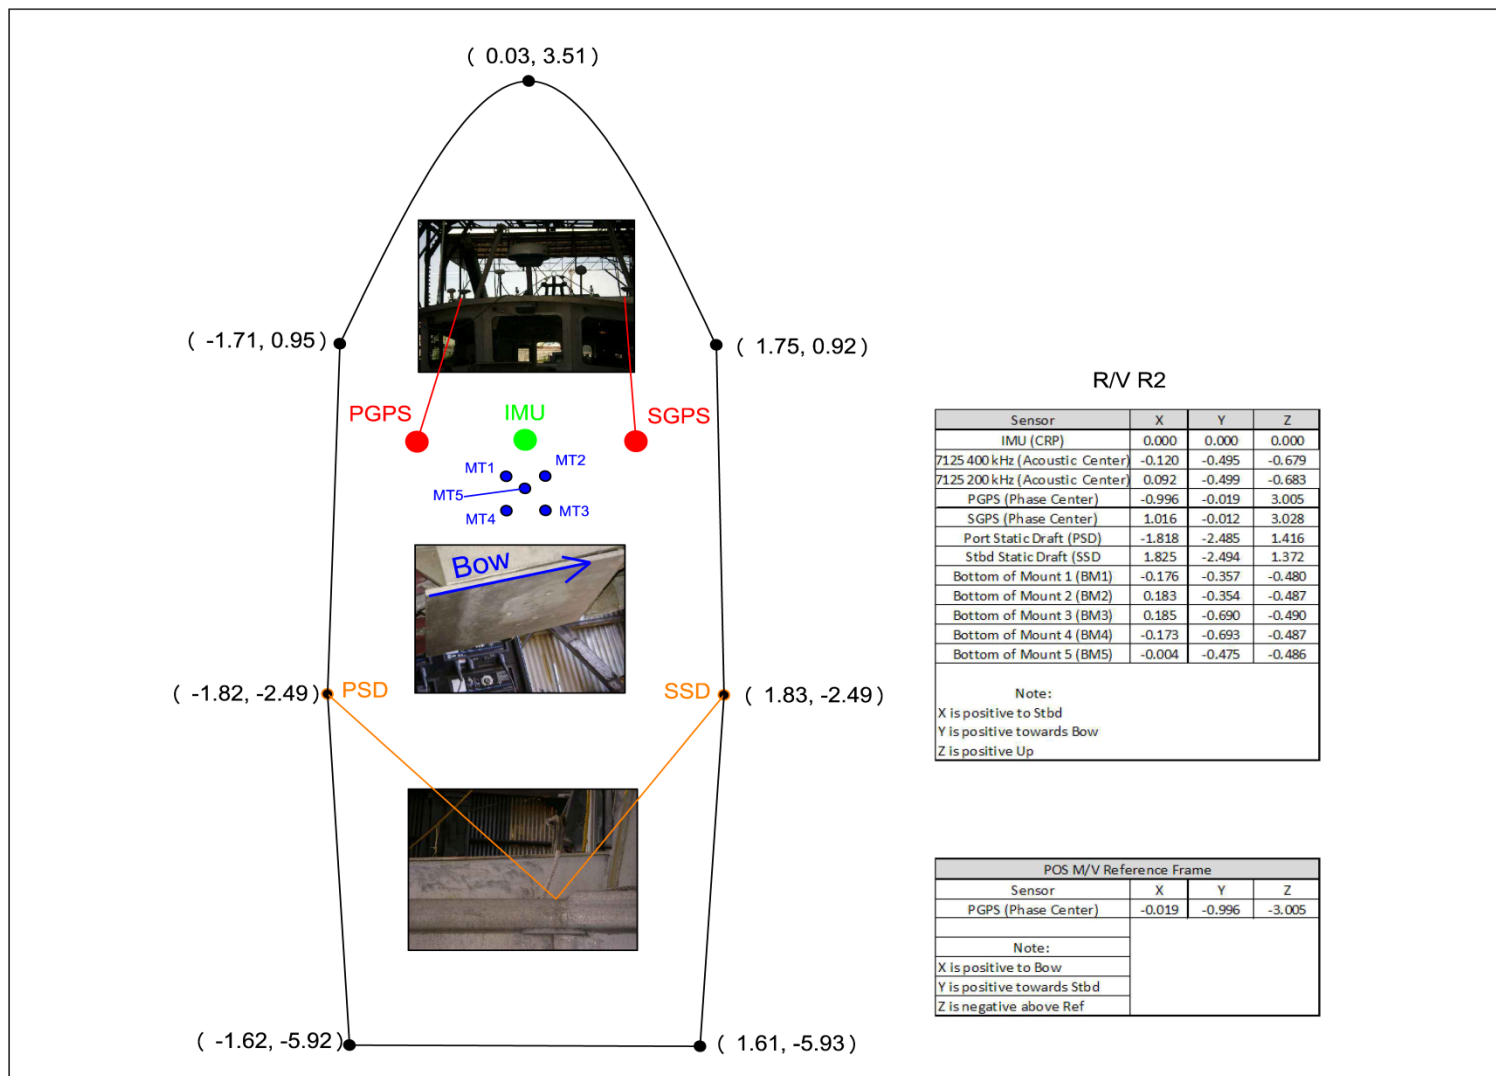 ( 0.03, 3.51)
( -1.71, 0.95)
( 1.75, 0.92)
PGPS
IMU
SGPS
MT1
MT2
MT5
MT4
MT3
Bow
( -1.82, -2.49)
PSD
SSD
( 1.83, -2.49)
( -1.62, -5.92)
( 1.61, -5.93)
R/V R2
Sensor X Y Z
IMU (CRP) 0.000 0.000 0.000
7125 400 kHz (Acoustic Center) -0.120 -0.495 -0.679
7125 200 kHz (Acoustic Center) 0.092 -0.499 -0.683
PGPS (Phase Center) -0.996 -0.019 3.005
SGPS (Phase Center) 1.016 -0.012 3.028
Port Static Draft (PSD) -1.818 -2.485 1.416
Stbd Static Draft (SSD 1.825 -2.494 1.372
Bottom of Mount 1 (BM1) -0.176 -0.357 -0.480
Bottom of Mount 2 (BM2) 0.183 -0.354 -0.487
Bottom of Mount 3 (BM3) 0.185 -0.690 -0.490
Bottom of Mount 4 (BM4) -0.173 -0.693 -0.487
Bottom of Mount 5 (BM5) -0.004 -0.475 -0.486
Note:
X is positive to Stbd
Y is positive towards Bow
Z is positive Up
POS M/V Reference Frame
Sensor X Y Z
PGPS (Phase Center) -0.019 -0.996 -3.005
Note:
X is positive to Bow
Y is positive towards Stbd
Z is negative above Ref